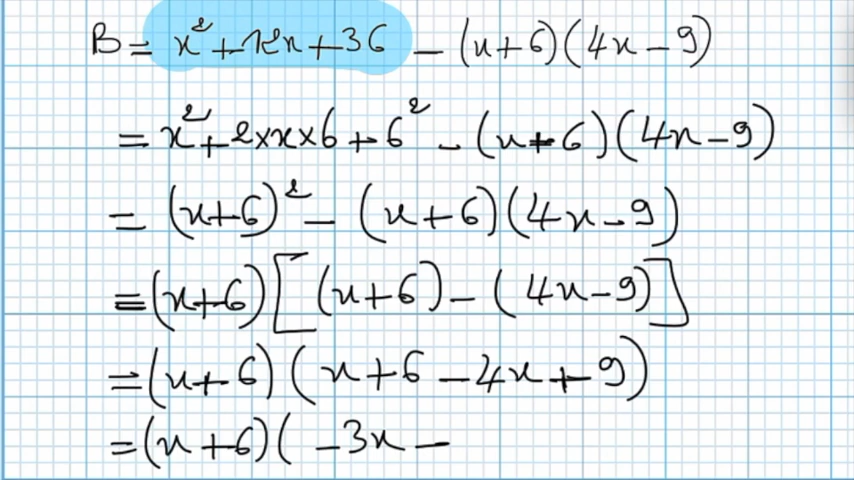 B = x² + 12x + 36 - (x+6)(4x-9)
= x² + 2×x×6 + 6² - (x+6)(4x-9)
= (x+6)² - (x+6)(4x-9)
= (x+6)[(x+6) - (4x-9)]
= (x+6)(x+6-4x+9)
= (x+6)(-3x-